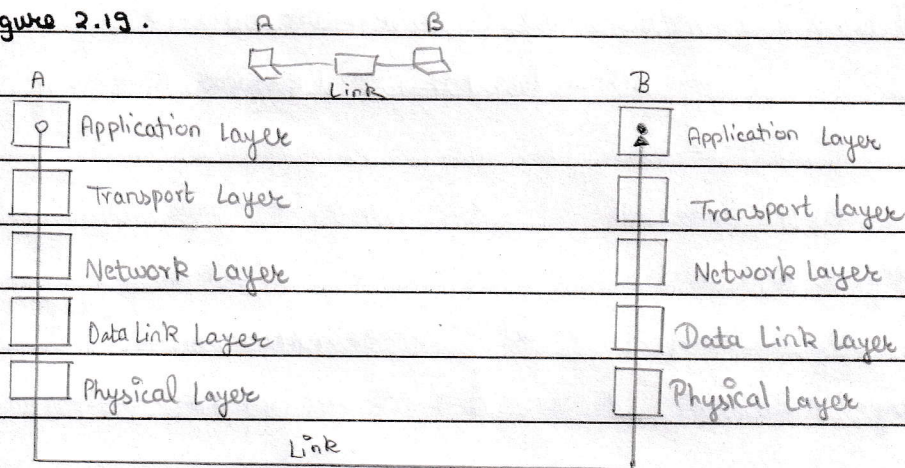 gure 2.19.
A B
Link
A B
Application Layer Application Layer
Transport Layer Transport Layer
Network Layer Network Layer
Data Link Layer Data Link Layer
Physical Layer Physical Layer
Link